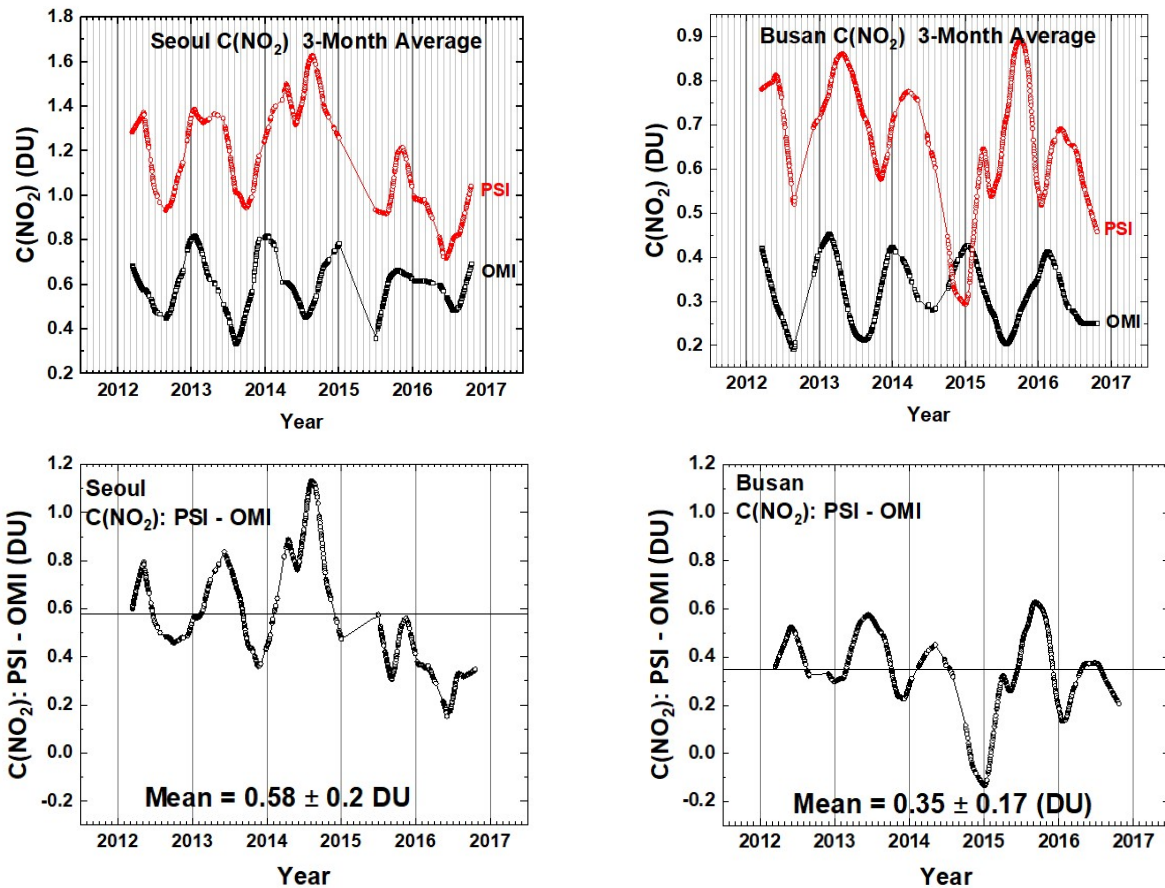 Seoul C(NO₂) 3-Month Average
C(NO₂) (DU)
1.8
1.6
1.4
1.2
1.0
0.8
0.6
0.4
0.2
PSI
OMI
2012 2013 2014 2015 2016 2017
Year
Busan C(NO₂) 3-Month Average
C(NO₂) (DU)
0.9
0.8
0.7
0.6
0.5
0.4
0.3
0.2
PSI
OMI
2012 2013 2014 2015 2016 2017
Year
Seoul
C(NO₂): PSI - OMI
C(NO₂): PSI - OMI (DU)
1.2
1.0
0.8
0.6
0.4
0.2
0.0
-0.2
Mean = 0.58 ± 0.2 DU
2012 2013 2014 2015 2016 2017
Year
Busan
C(NO₂): PSI - OMI
C(NO₂): PSI - OMI (DU)
1.2
1.0
0.8
0.6
0.4
0.2
0.0
-0.2
Mean = 0.35 ± 0.17 (DU)
2012 2013 2014 2015 2016 2017
Year